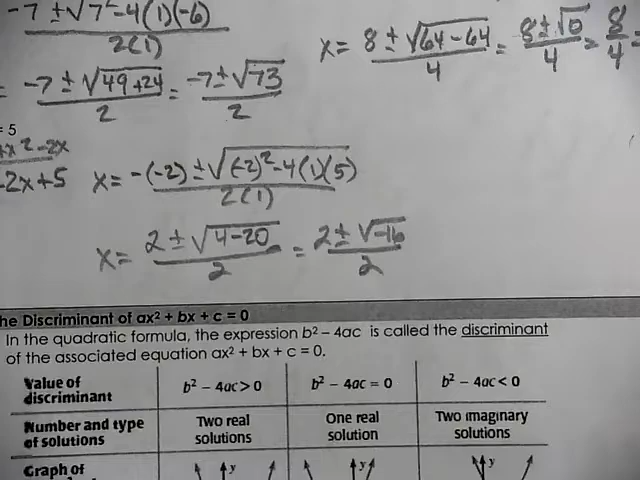 -7 ± √7² - 4(1)(-6)
2(1)
x = 8 ± √64 - 64 / 4 = 8 ± √0 / 4 = 8 / 4 =
= -7 ± √49 + 24 / 2 = -7 ± √73 / 2
= 5
+x² - 2x
-2x + 5 x = -(-2) ± √(-2)² - 4(1)(5) / 2(1)
x = 2 ± √4 - 20 / 2 = 2 ± √-16 / 2
he Discriminant of ax² + bx + c = 0
In the quadratic formula, the expression b² – 4ac is called the discriminant
of the associated equation ax² + bx + c = 0.
Value of discriminant b² – 4ac > 0 b² – 4ac = 0 b² – 4ac < 0
Number and type of solutions Two real solutions One real solution Two imaginary solutions
Graph of y y y